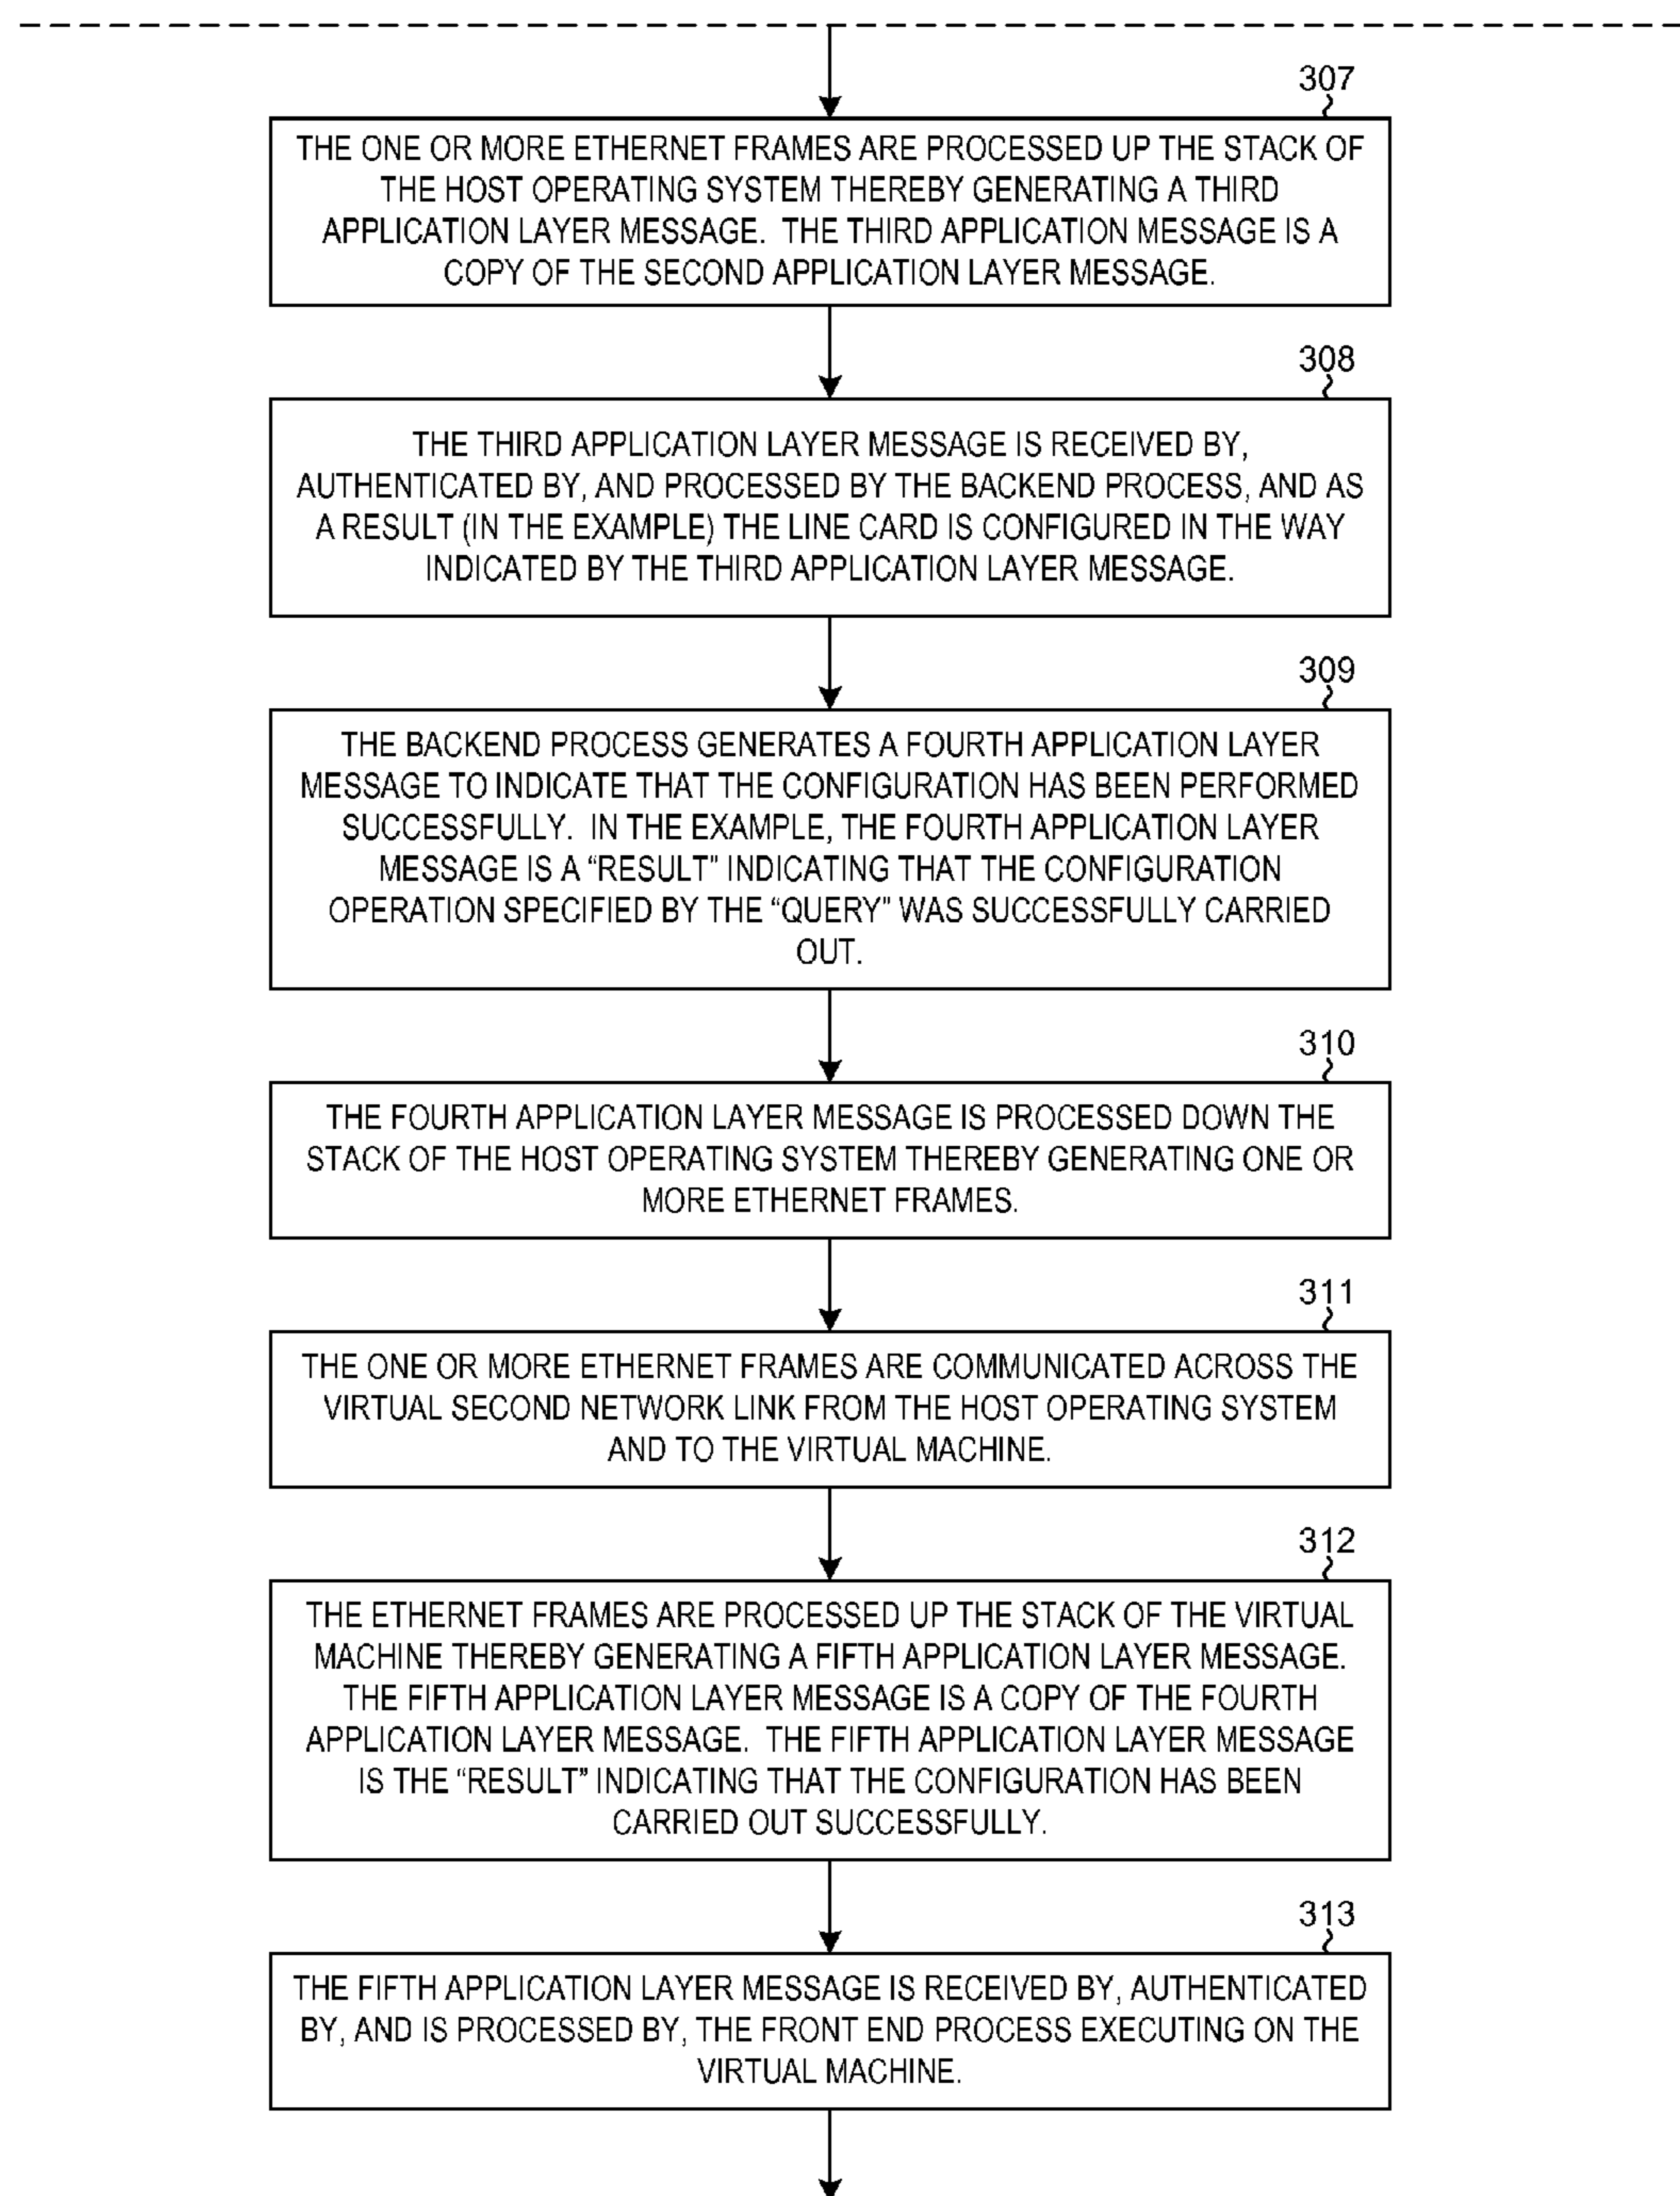 307
THE ONE OR MORE ETHERNET FRAMES ARE PROCESSED UP THE STACK OF
THE HOST OPERATING SYSTEM THEREBY GENERATING A THIRD
APPLICATION LAYER MESSAGE. THE THIRD APPLICATION MESSAGE IS A
COPY OF THE SECOND APPLICATION LAYER MESSAGE.
308
THE THIRD APPLICATION LAYER MESSAGE IS RECEIVED BY,
AUTHENTICATED BY, AND PROCESSED BY THE BACKEND PROCESS, AND AS
A RESULT (IN THE EXAMPLE) THE LINE CARD IS CONFIGURED IN THE WAY
INDICATED BY THE THIRD APPLICATION LAYER MESSAGE.
309
THE BACKEND PROCESS GENERATES A FOURTH APPLICATION LAYER
MESSAGE TO INDICATE THAT THE CONFIGURATION HAS BEEN PERFORMED
SUCCESSFULLY. IN THE EXAMPLE, THE FOURTH APPLICATION LAYER
MESSAGE IS A “RESULT” INDICATING THAT THE CONFIGURATION
OPERATION SPECIFIED BY THE “QUERY” WAS SUCCESSFULLY CARRIED
OUT.
310
THE FOURTH APPLICATION LAYER MESSAGE IS PROCESSED DOWN THE
STACK OF THE HOST OPERATING SYSTEM THEREBY GENERATING ONE OR
MORE ETHERNET FRAMES.
311
THE ONE OR MORE ETHERNET FRAMES ARE COMMUNICATED ACROSS THE
VIRTUAL SECOND NETWORK LINK FROM THE HOST OPERATING SYSTEM
AND TO THE VIRTUAL MACHINE.
312
THE ETHERNET FRAMES ARE PROCESSED UP THE STACK OF THE VIRTUAL
MACHINE THEREBY GENERATING A FIFTH APPLICATION LAYER MESSAGE.
THE FIFTH APPLICATION LAYER MESSAGE IS A COPY OF THE FOURTH
APPLICATION LAYER MESSAGE. THE FIFTH APPLICATION LAYER MESSAGE
IS THE “RESULT” INDICATING THAT THE CONFIGURATION HAS BEEN
CARRIED OUT SUCCESSFULLY.
313
THE FIFTH APPLICATION LAYER MESSAGE IS RECEIVED BY, AUTHENTICATED
BY, AND IS PROCESSED BY, THE FRONT END PROCESS EXECUTING ON THE
VIRTUAL MACHINE.